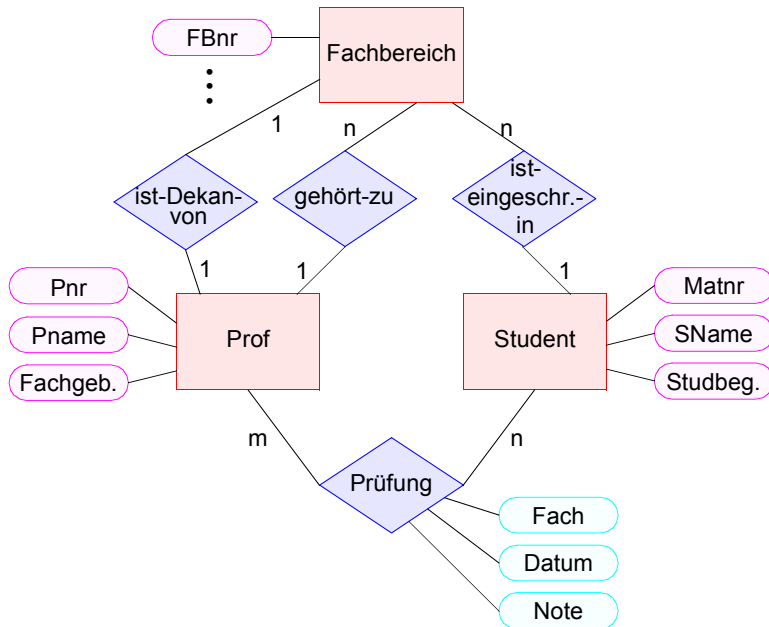 FBnr
Fachbereich
1
n
n
ist-Dekan-
von
gehört-zu
ist-
eingeschr.-
in
1
1
1
Pnr
Pname
Fachgeb.
Prof
Student
Matnr
SName
Studbeg.
m
n
Prüfung
Fach
Datum
Note